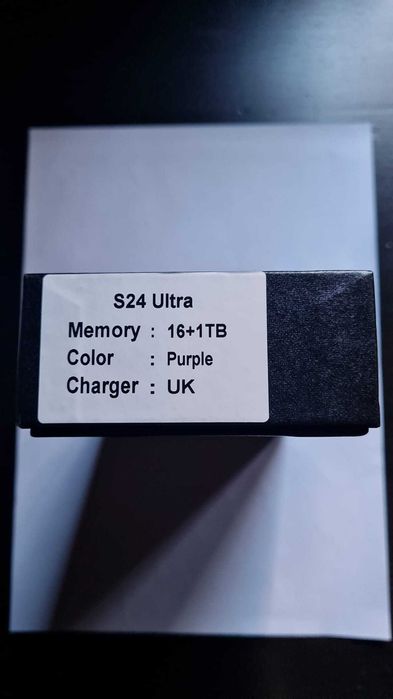 S24 Ultra
Memory : 16+1TB
Color : Purple
Charger : UK